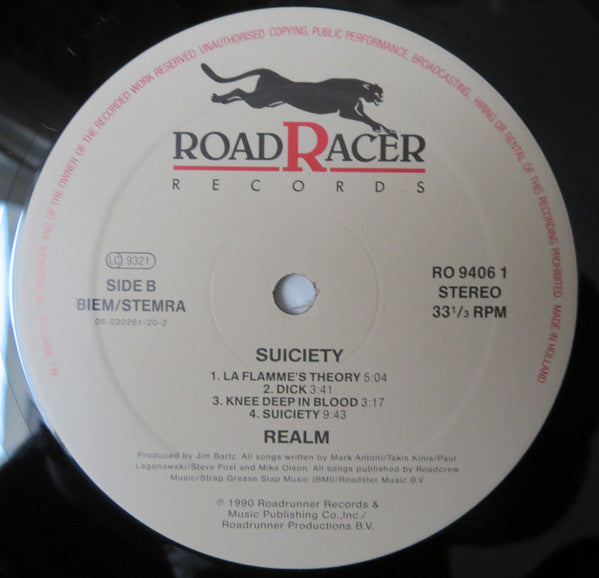 ALL RIGHTS OF THE PRODUCER AND OF THE OWNER OF THE RECORDED WORK RESERVED. UNAUTHORISED COPYING, PUBLIC PERFORMANCE, BROADCASTING, HIRING OR RENTAL OF THIS RECORDING PROHIBITED. MADE IN HOLLAND.
ROADRACER
RECORDS
LC 9321
SIDE B
BIEM/STEMRA
08-030261-20-2
RO 9406 1
STEREO
33 1/3 RPM
SUICIETY
1. LA FLAMME'S THEORY 5:04
2. DICK 3:41
3. KNEE DEEP IN BLOOD 3:17
4. SUICIETY 9:43
REALM
Produced by Jim Bartz. All songs written by Mark Antoni/Takis Kinis/Paul
Laganowski/Steve Post and Mike Olson. All songs published by Roadcrew
Music/Strap Grease Slap Music (BMI)/Roadster Music B.V.
℗ 1990 Roadrunner Records &
Music Publishing Co.,Inc./
Roadrunner Productions B.V.